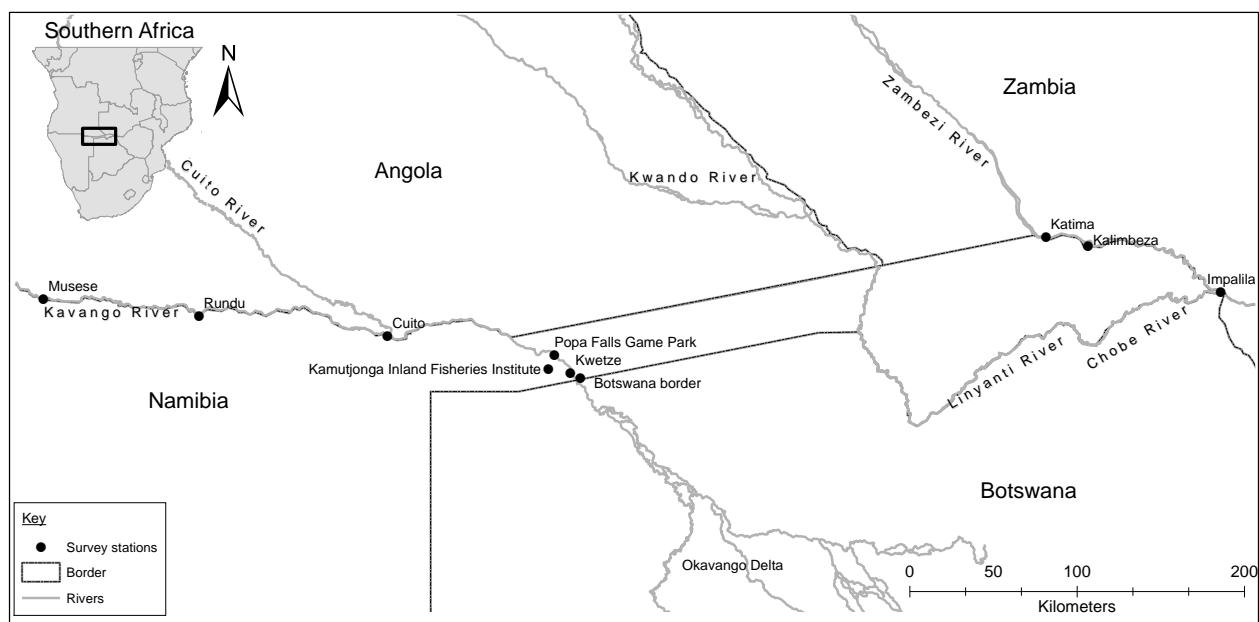 Southern Africa
N
Zambia
Zambezi River
Angola
Kwando River
Cuito River
Katima
Kalimbeza
Impalila
Musese
Kavango River
Rundu
Cuito
Popa Falls Game Park
Kwetze
Kamutjonga Inland Fisheries Institute
Botswana border
Chobe River
Linyanti River
Namibia
Botswana
Key
Survey stations
Border
Rivers
Okavango Delta
0 50 100 200
Kilometers